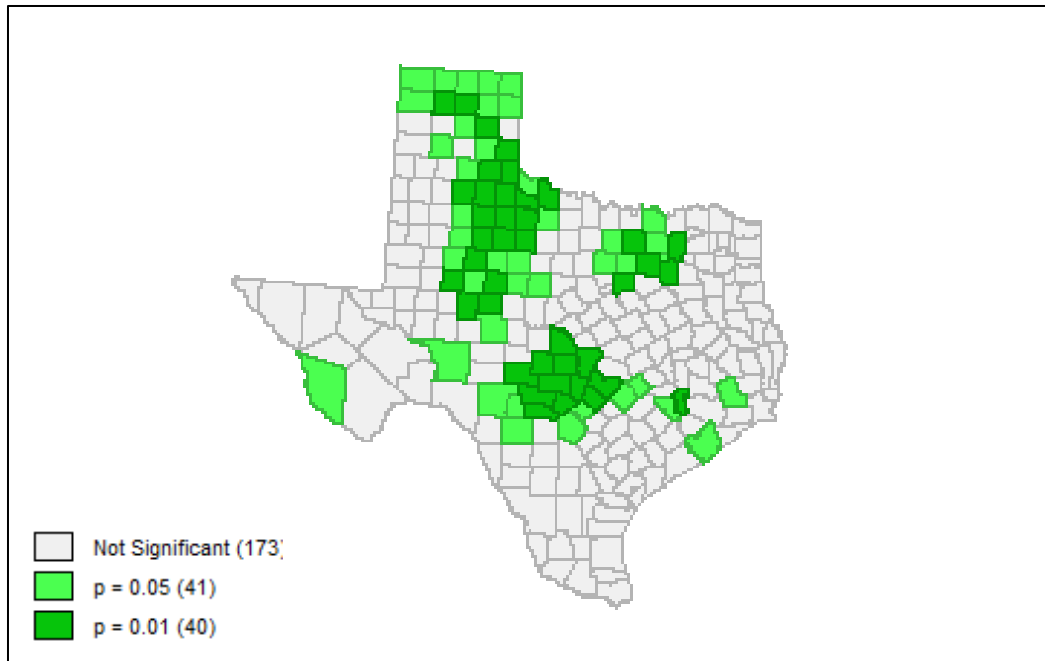 Not Significant (173)
p = 0.05 (41)
p = 0.01 (40)